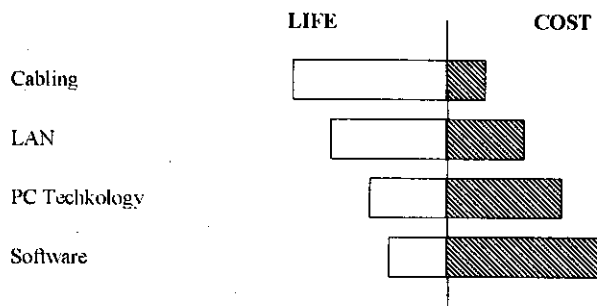 LIFE COST
Cabling
LAN
PC Techkology
Software